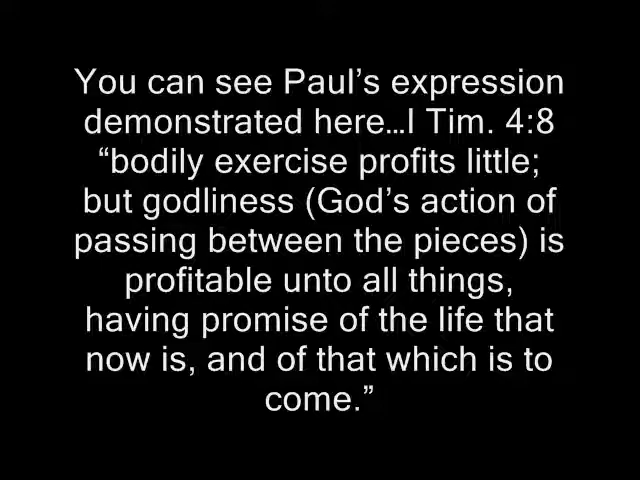 You can see Paul’s expression
demonstrated here…I Tim. 4:8
“bodily exercise profits little;
but godliness (God’s action of
passing between the pieces) is
profitable unto all things,
having promise of the life that
now is, and of that which is to
come.”